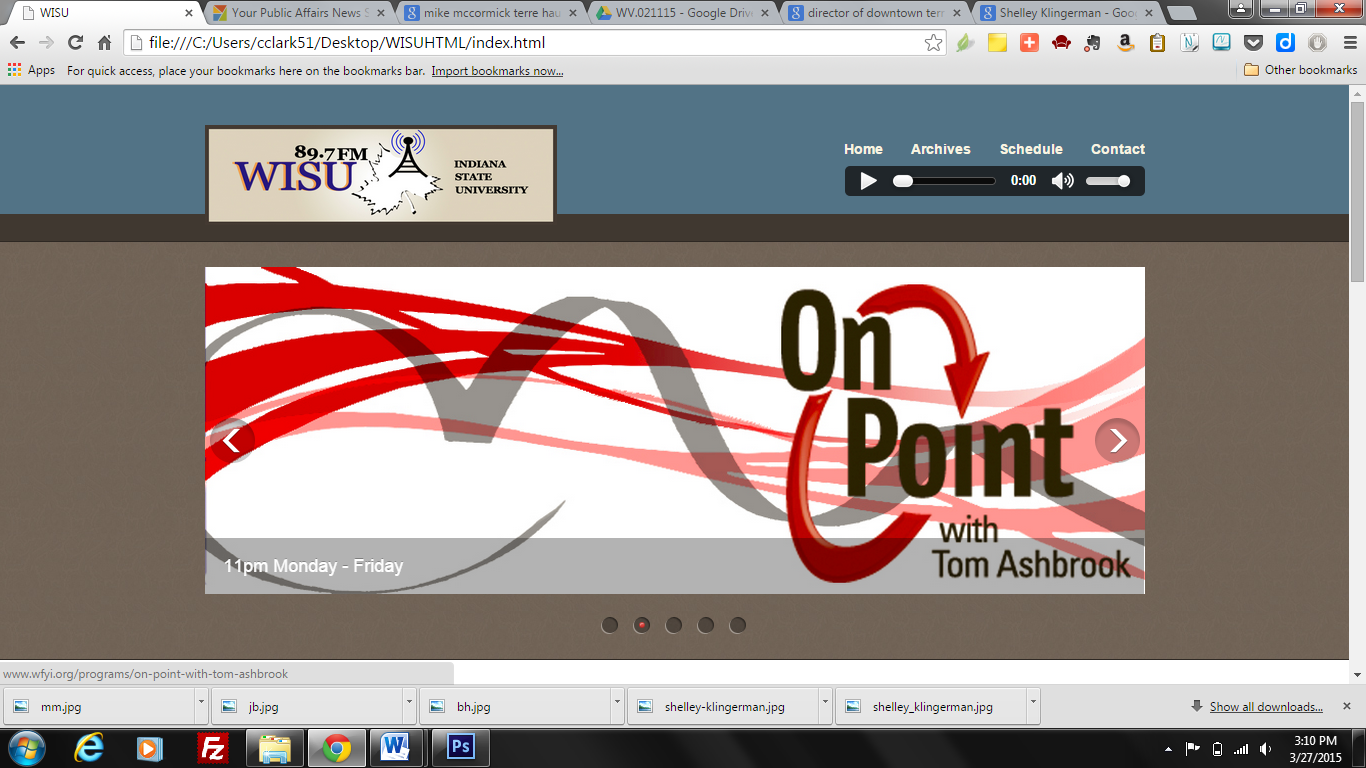 WISU
Your Public Affairs News S
mike mccormick terre hau
WV.021115 - Google Drive
director of downtown terr
Shelley Klingerman - Goo
file:///C:/Users/cclark51/Desktop/WISUHTML/index.html
Apps For quick access, place your bookmarks here on the bookmarks bar. Import bookmarks now... Other bookmarks
89.7 FM
WISU
INDIANA
STATE
UNIVERSITY
Home Archives Schedule Contact
0:00
On
Point
with
Tom Ashbrook
11pm Monday - Friday
www.wfyi.org/programs/on-point-with-tom-ashbrook
mm.jpg jb.jpg bh.jpg shelley-klingerman.jpg shelley_klingerman.jpg Show all downloads...
3:10 PM
3/27/2015